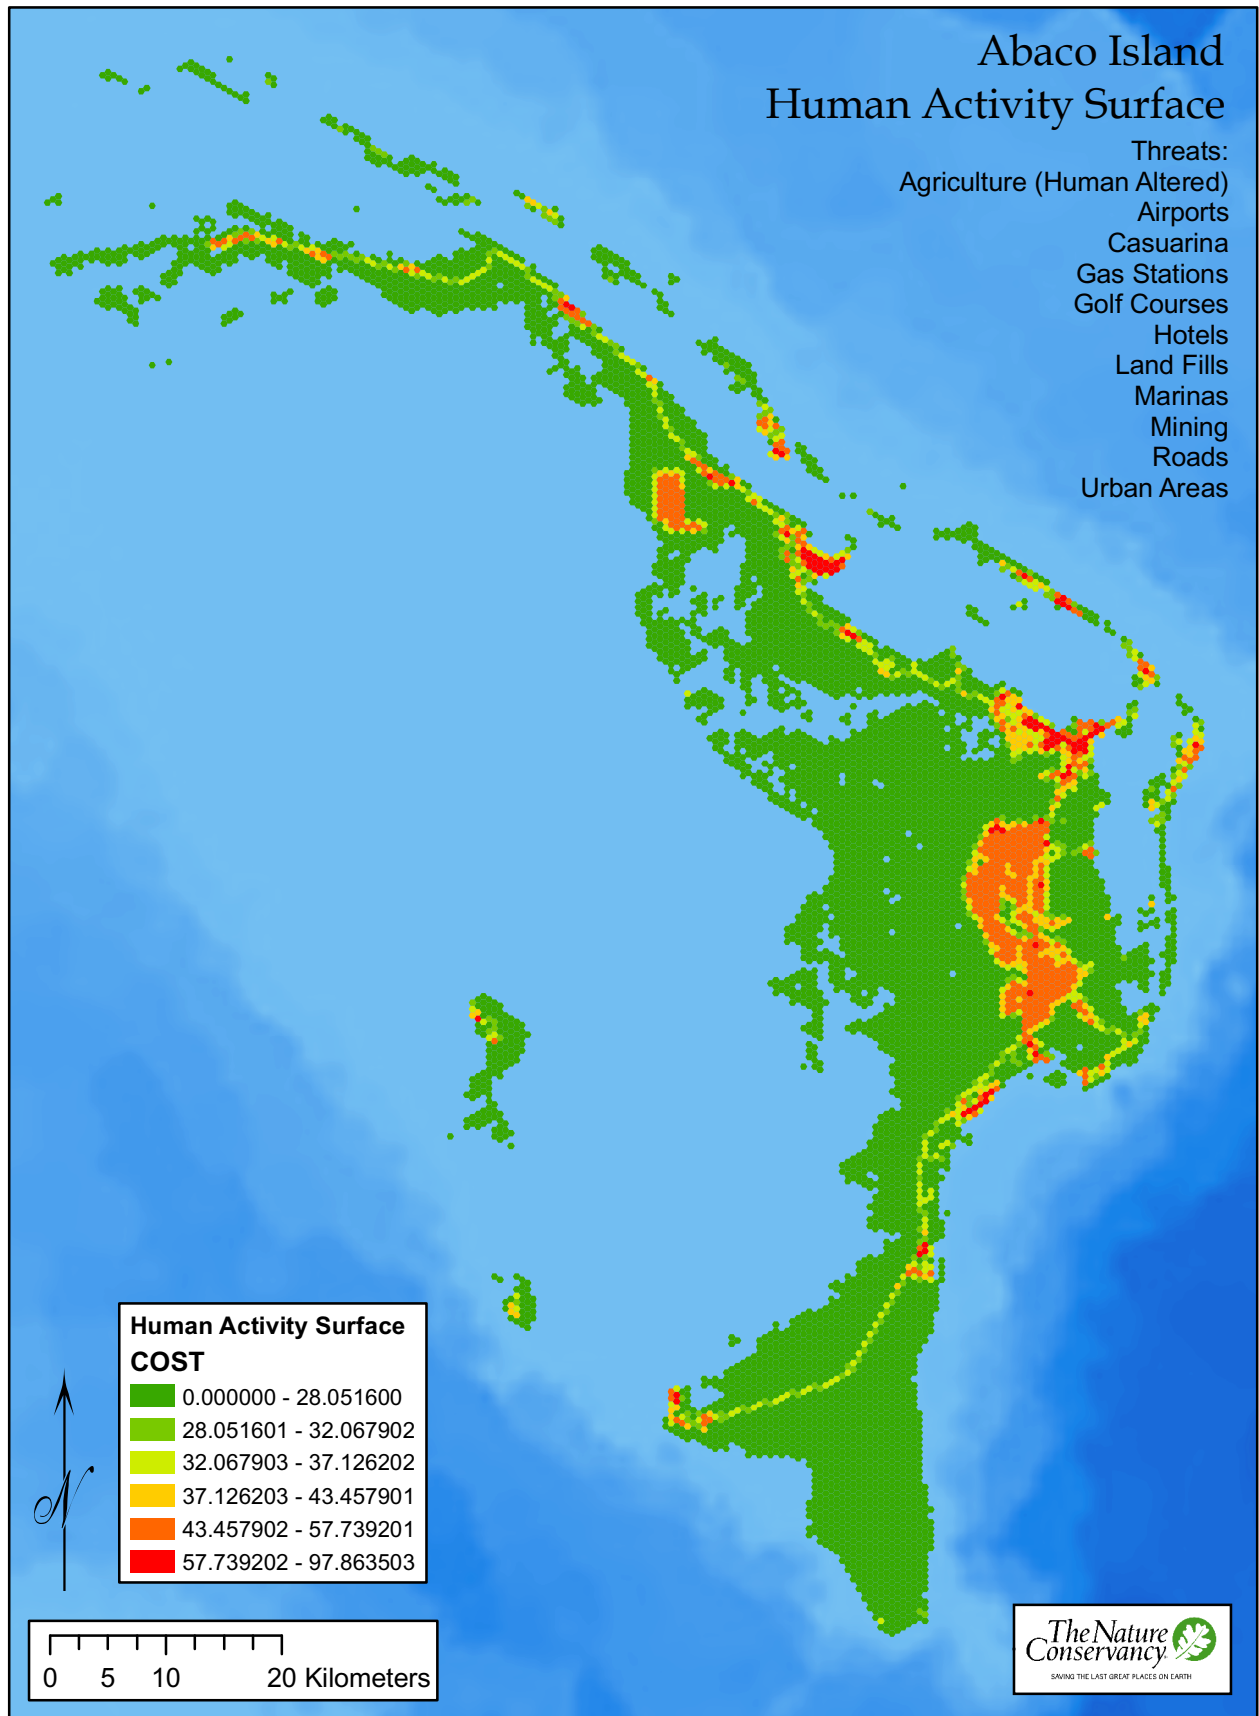 Abaco Island
Human Activity Surface
Threats:
Agriculture (Human Altered)
Airports
Casuarina
Gas Stations
Golf Courses
Hotels
Land Fills
Marinas
Mining
Roads
Urban Areas
Human Activity Surface
COST
0.000000 - 28.051600
28.051601 - 32.067902
32.067903 - 37.126202
37.126203 - 43.457901
43.457902 - 57.739201
57.739202 - 97.863503
N
0 5 10 20 Kilometers
The Nature
Conservancy
SAVING THE LAST GREAT PLACES ON EARTH